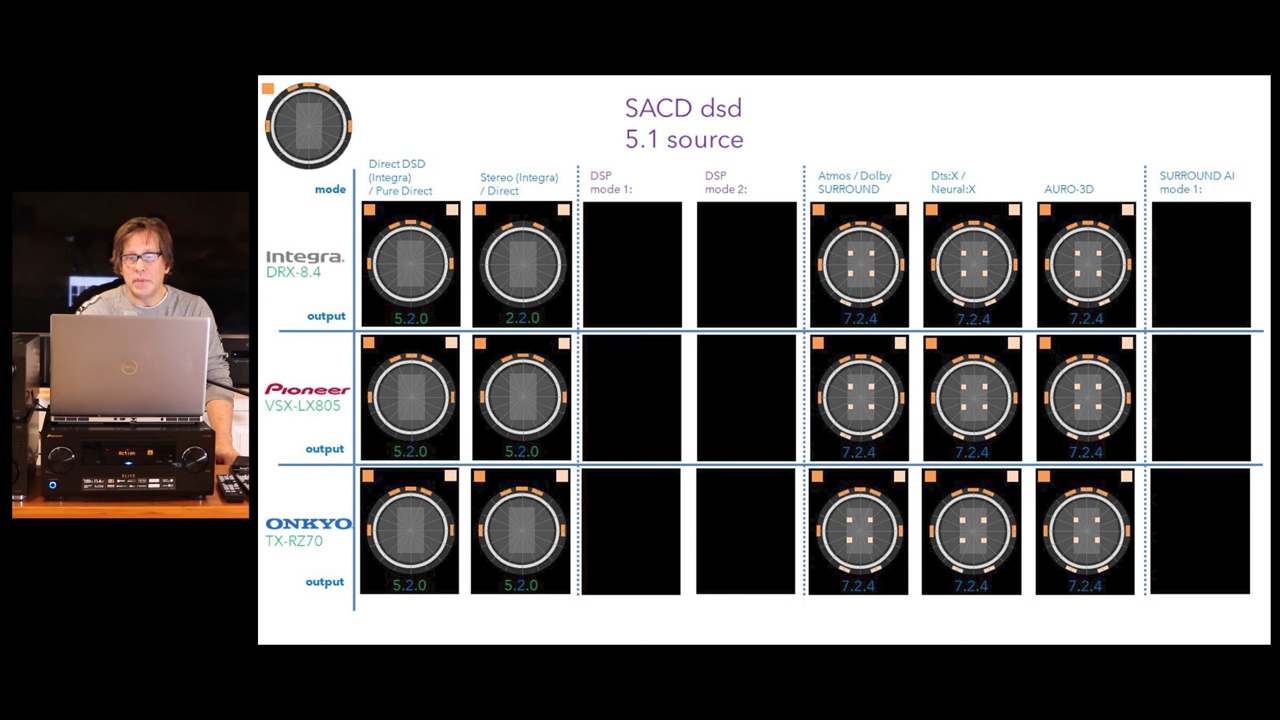 SACD dsd
5.1 source
mode
Direct DSD
(Integra)
/ Pure Direct
Stereo (Integra)
/ Direct
DSP
mode 1:
DSP
mode 2:
Atmos / Dolby
SURROUND
Dts:X /
Neural:X
AURO-3D
SURROUND AI
mode 1:
Integra.
DRX-8.4
output
5.2.0
2.2.0
7.2.4
7.2.4
7.2.4
Pioneer
VSX-LX805
output
5.2.0
5.2.0
7.2.4
7.2.4
7.2.4
ONKYO
TX-RZ70
output
5.2.0
5.2.0
7.2.4
7.2.4
7.2.4
DELL
Action